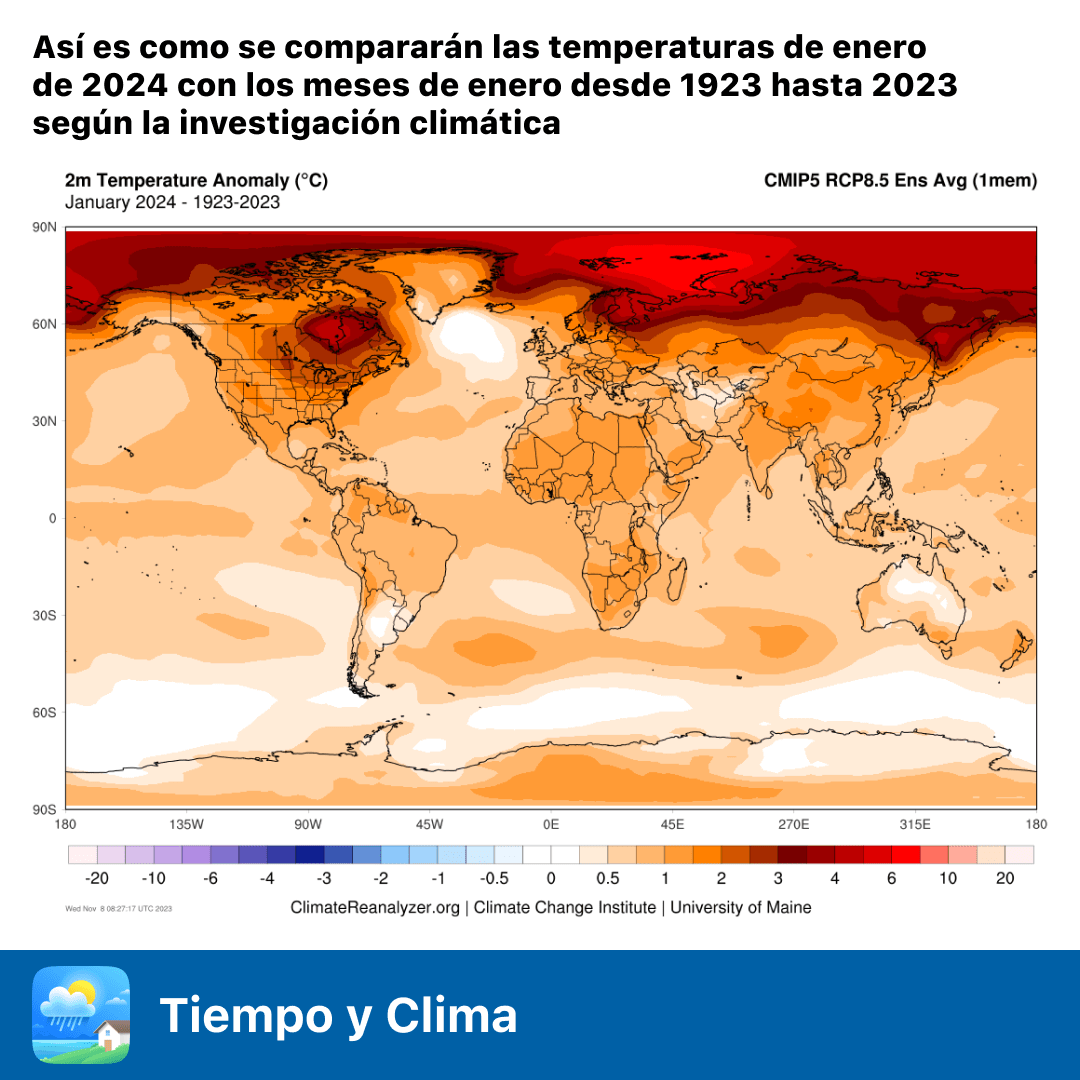 Así es como se compararán las temperaturas de enero
de 2024 con los meses de enero desde 1923 hasta 2023
según la investigación climática
2m Temperature Anomaly (°C)
CMIP5 RCP8.5 Ens Avg (1mem)
January 2024 - 1923-2023
90N
60N
30N
0
30S
60S
90S
180 135W 90W 45W 0E 45E 270E 315E 180
-20 -10 -6 -4 -3 -2 -1 -0.5 0 0.5 1 2 3 4 6 10 20
Wed Nov 8 08:27:17 UTC 2023
ClimateReanalyzer.org | Climate Change Institute | University of Maine
Tiempo y Clima